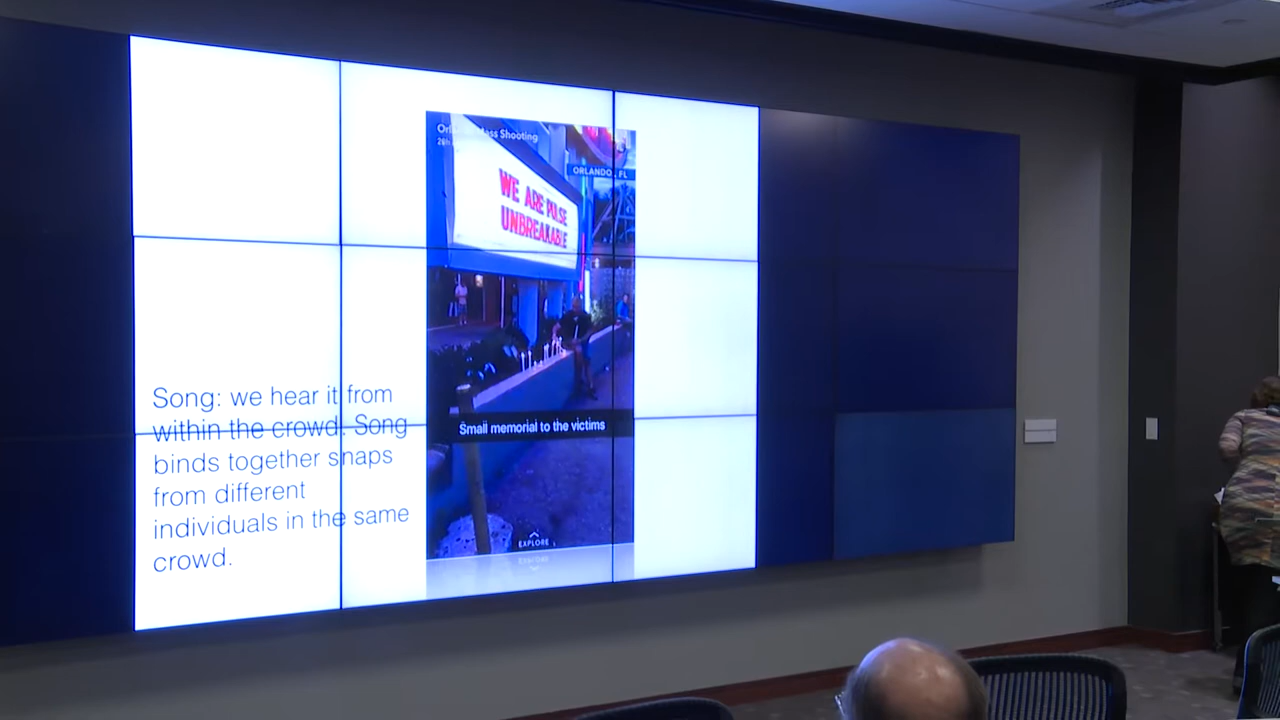 Song: we hear it from
within the crowd. Song
binds together snaps
from different
individuals in the same
crowd.
Shooting
ORLANDO, FL
WE ARE PULSE
UNBREAKABLE
Small memorial to the victims
EXPLORE